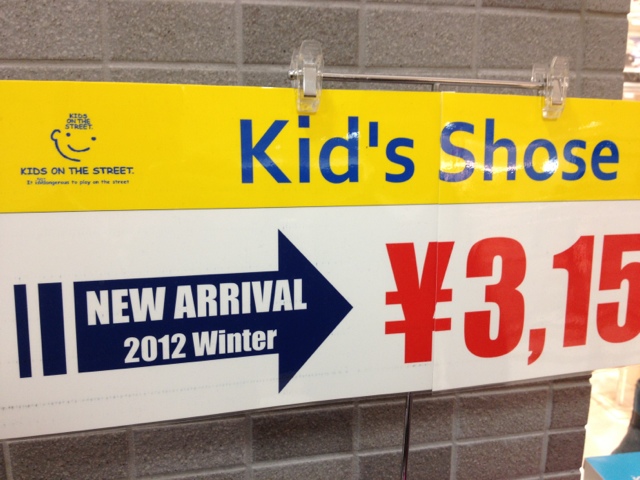 KIDS
ON THE
STREET.
KIDS ON THE STREET.
Kid's Shose
NEW ARRIVAL
2012 Winter
¥3,15